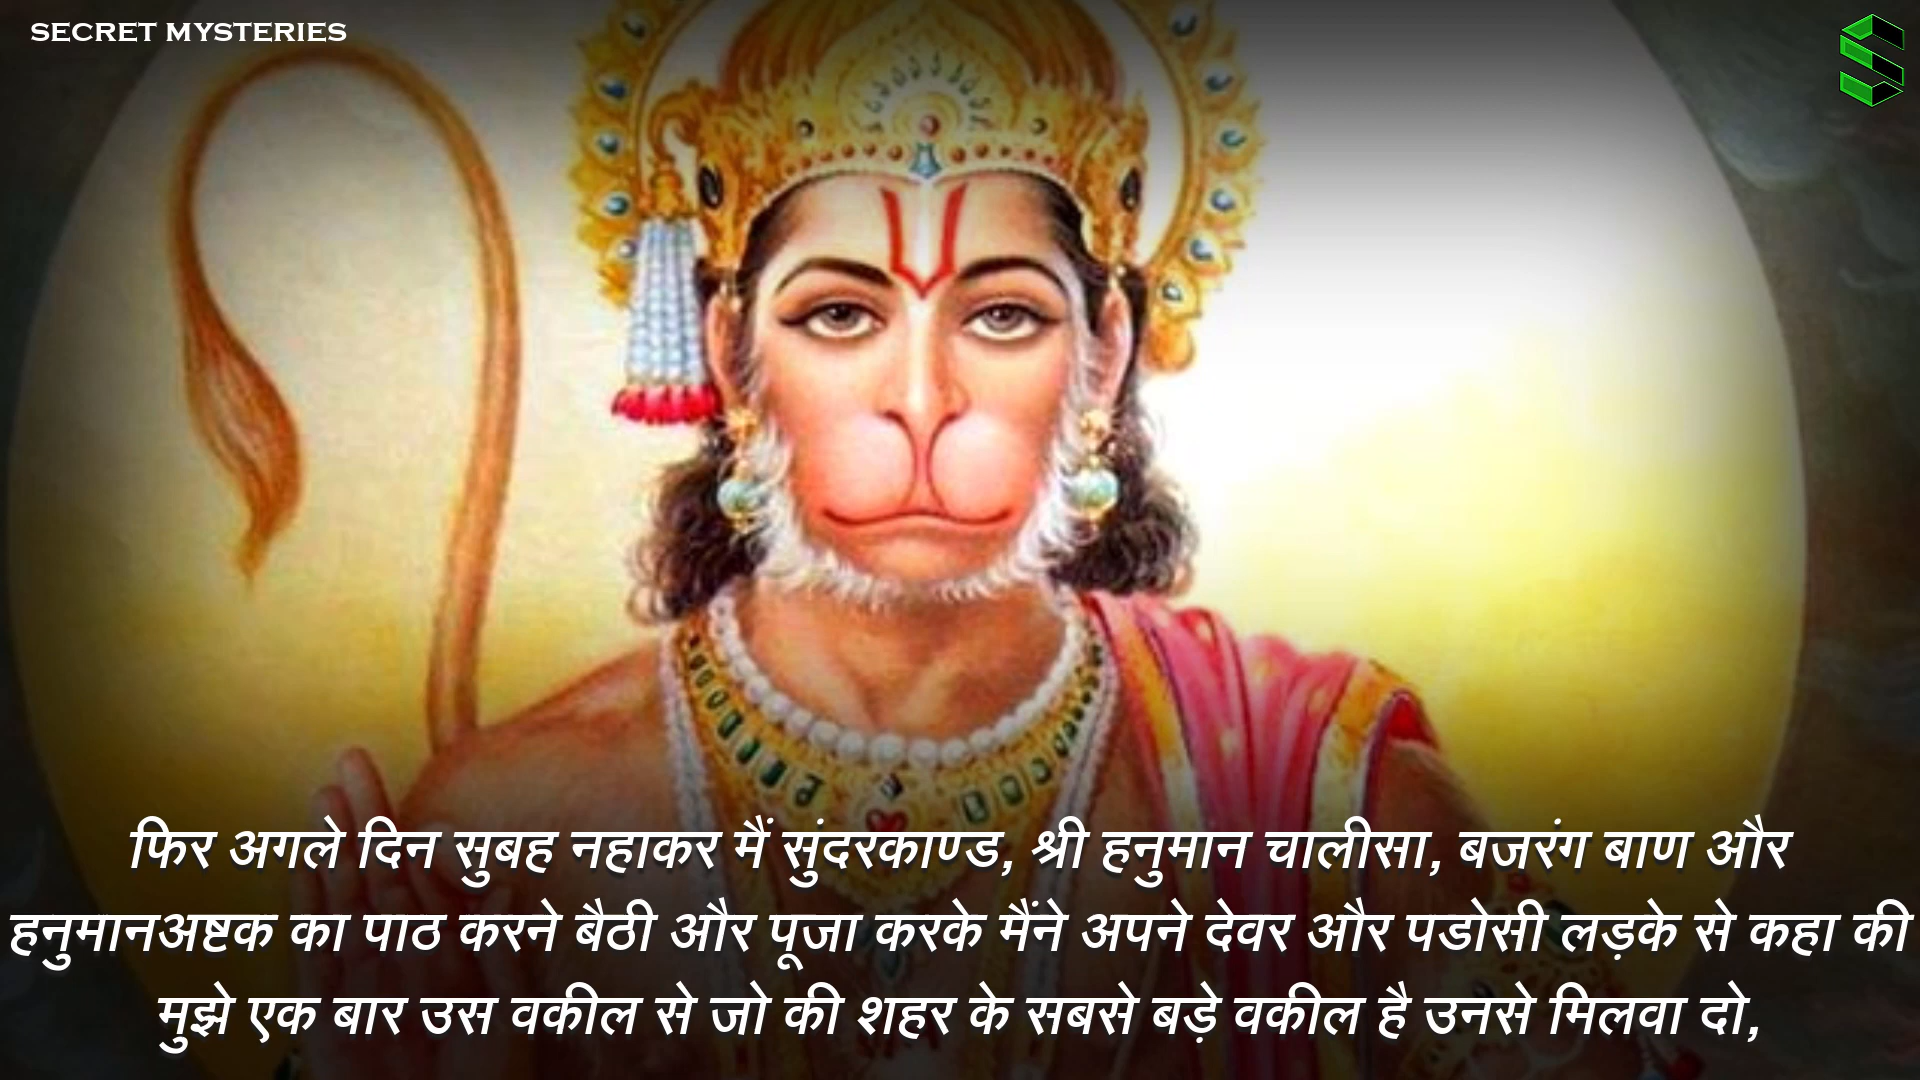 SECRET MYSTERIES
फिर अगले दिन सुबह नहाकर मैं सुंदरकाण्ड, श्री हनुमान चालीसा, बजरंग बाण और
हनुमानअष्टक का पाठ करने बैठी और पूजा करके मैंने अपने देवर और पडोसी लड़के से कहा की
मुझे एक बार उस वकील से जो की शहर के सबसे बड़े वकील है उनसे मिलवा दो,